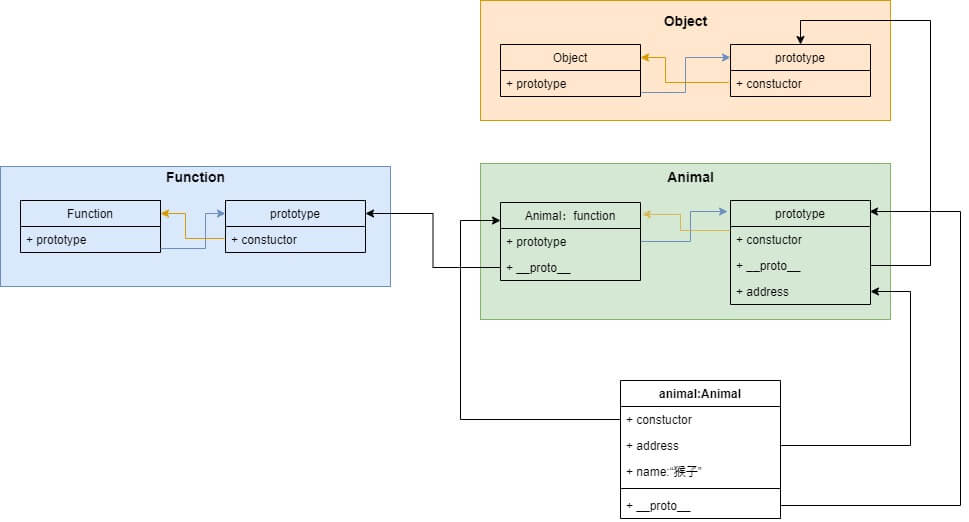 Object
Object
+ prototype
prototype
+ constuctor
Function
Function
+ prototype
prototype
+ constuctor
Animal
Animal：function
+ prototype
+ __proto__
prototype
+ constuctor
+ __proto__
+ address
animal:Animal
+ constuctor
+ address
+ name:“猴子”
+ __proto__